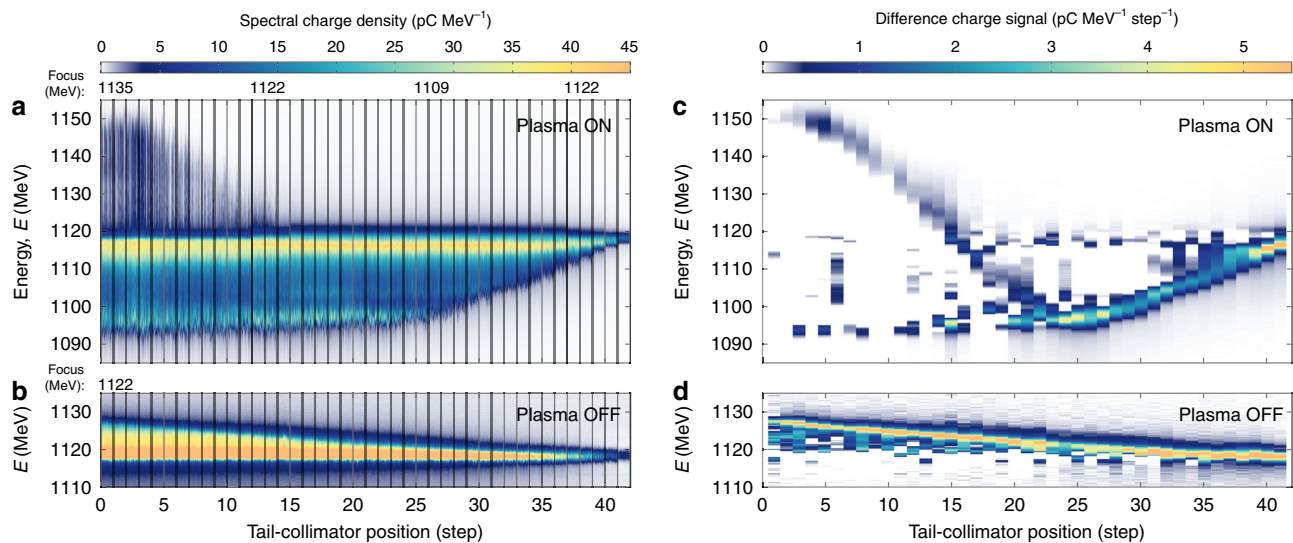 Spectral charge density (pC MeV⁻¹)
0 5 10 15 20 25 30 35 40 45
Focus
(MeV):
1135 1122 1109 1122
a
Plasma ON
1150
1140
1130
1120
1110
1100
1090
Energy, E (MeV)
Focus
(MeV):
1122
b
Plasma OFF
1130
1120
1110
E (MeV)
0 5 10 15 20 25 30 35 40
Tail-collimator position (step)
Difference charge signal (pC MeV⁻¹ step⁻¹)
0 1 2 3 4 5
c
Plasma ON
1150
1140
1130
1120
1110
1100
1090
Energy, E (MeV)
d
Plasma OFF
1130
1120
1110
E (MeV)
0 5 10 15 20 25 30 35 40
Tail-collimator position (step)